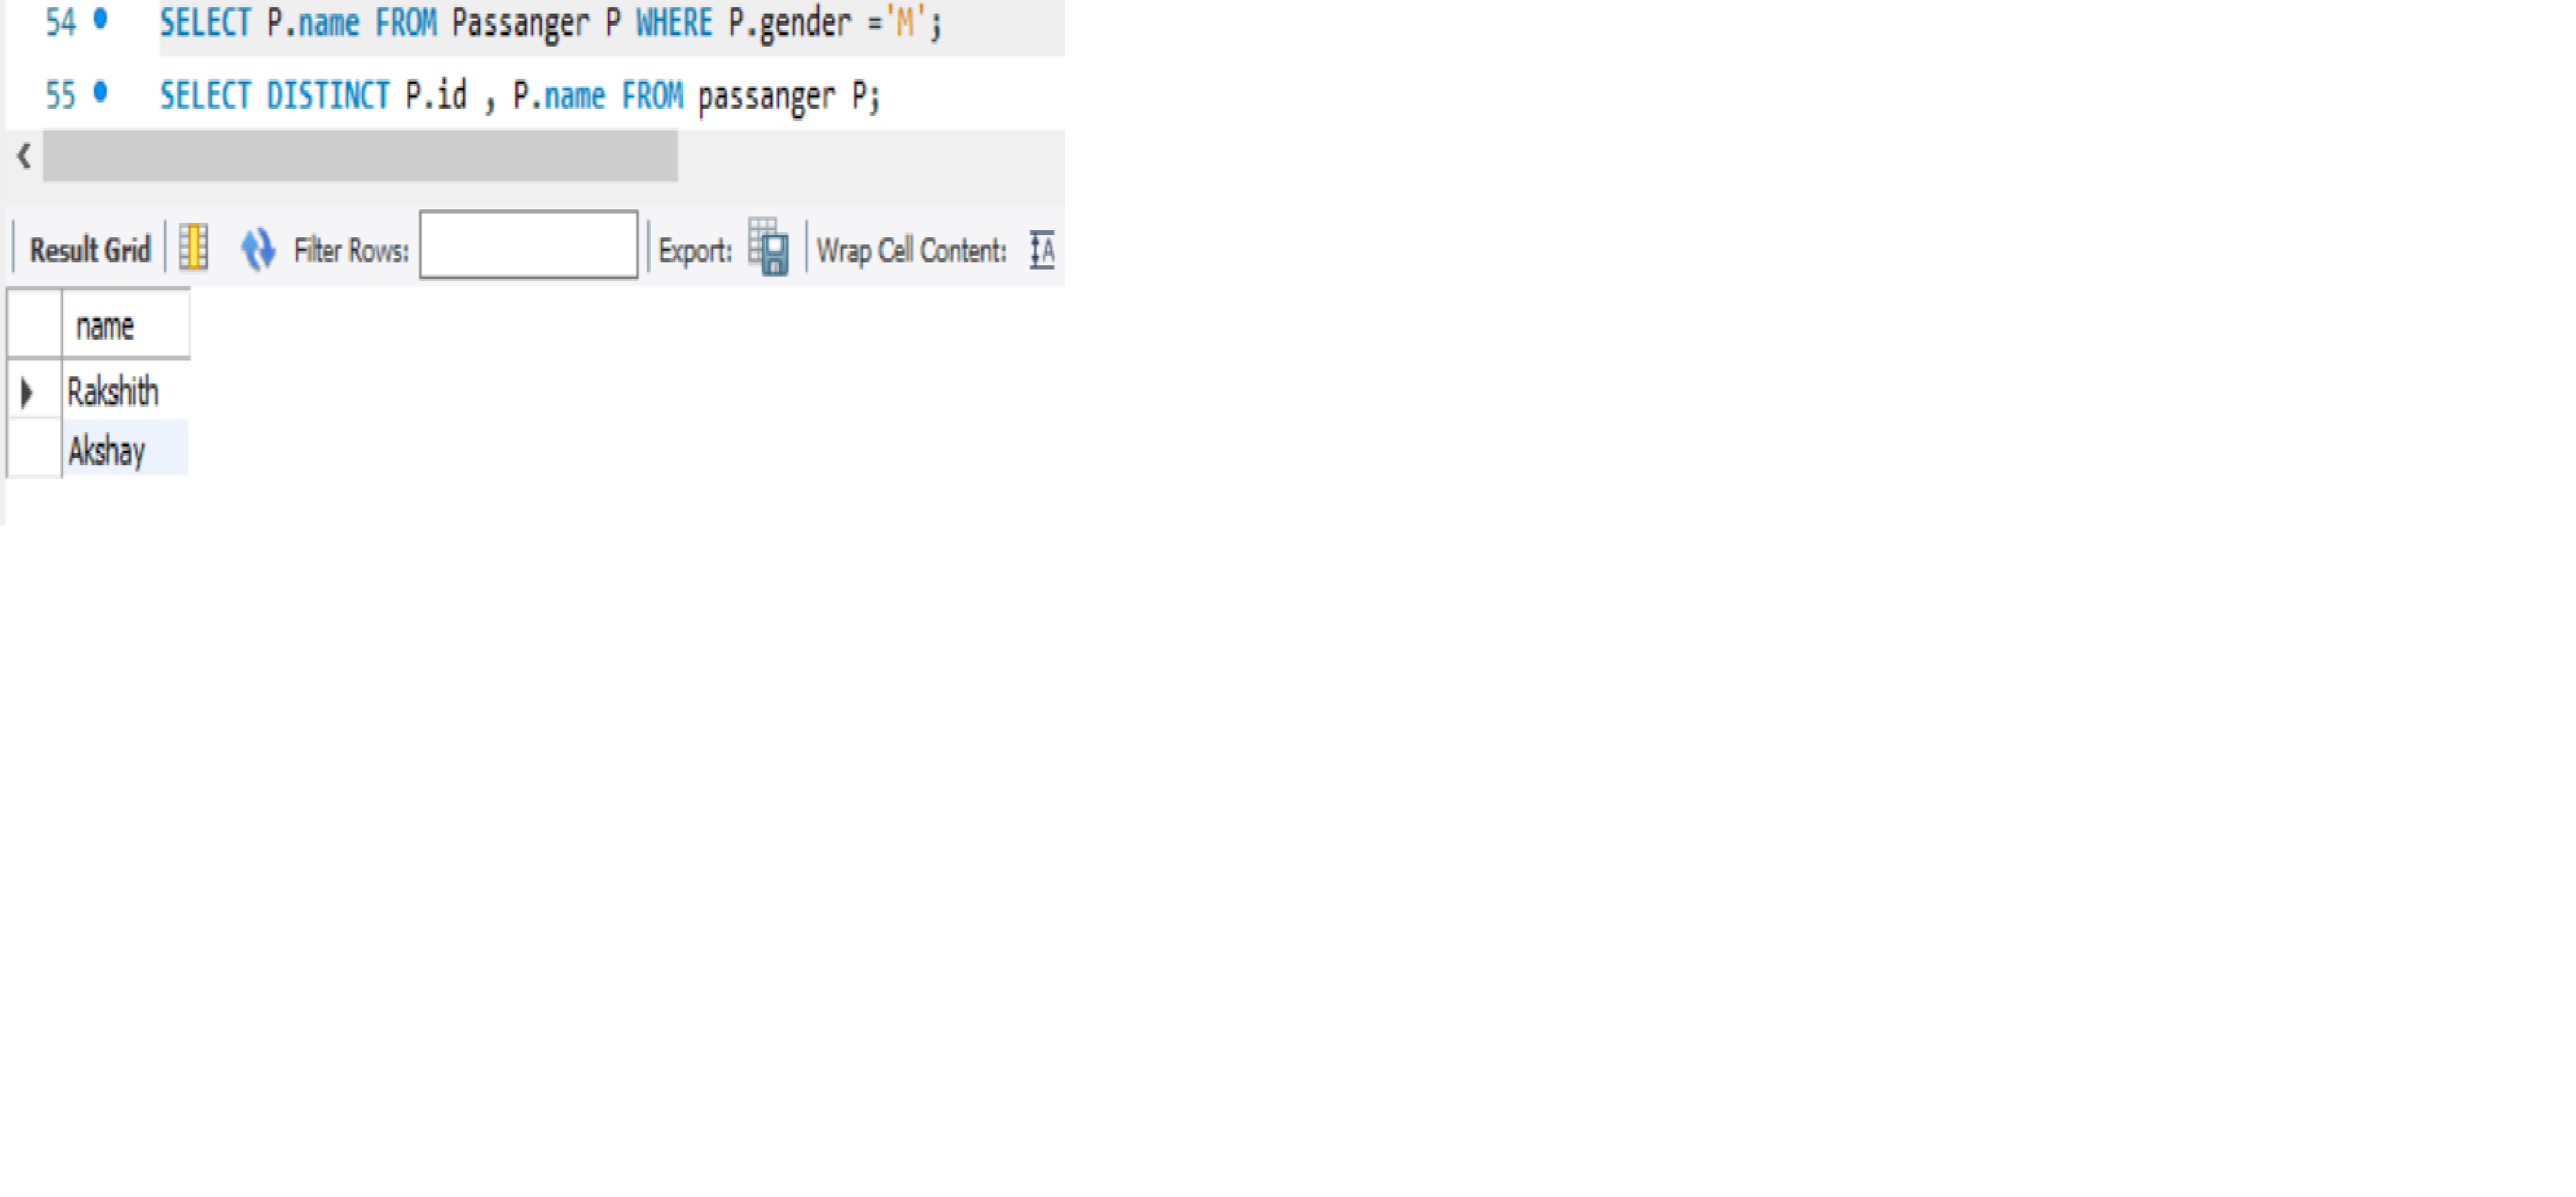 54 SELECT P.name FROM Passanger P WHERE P.gender ='M';
55 SELECT DISTINCT P.id , P.name FROM passanger P;
Result Grid Filter Rows: Export: Wrap Cell Content: A
name
Rakshith
Akshay